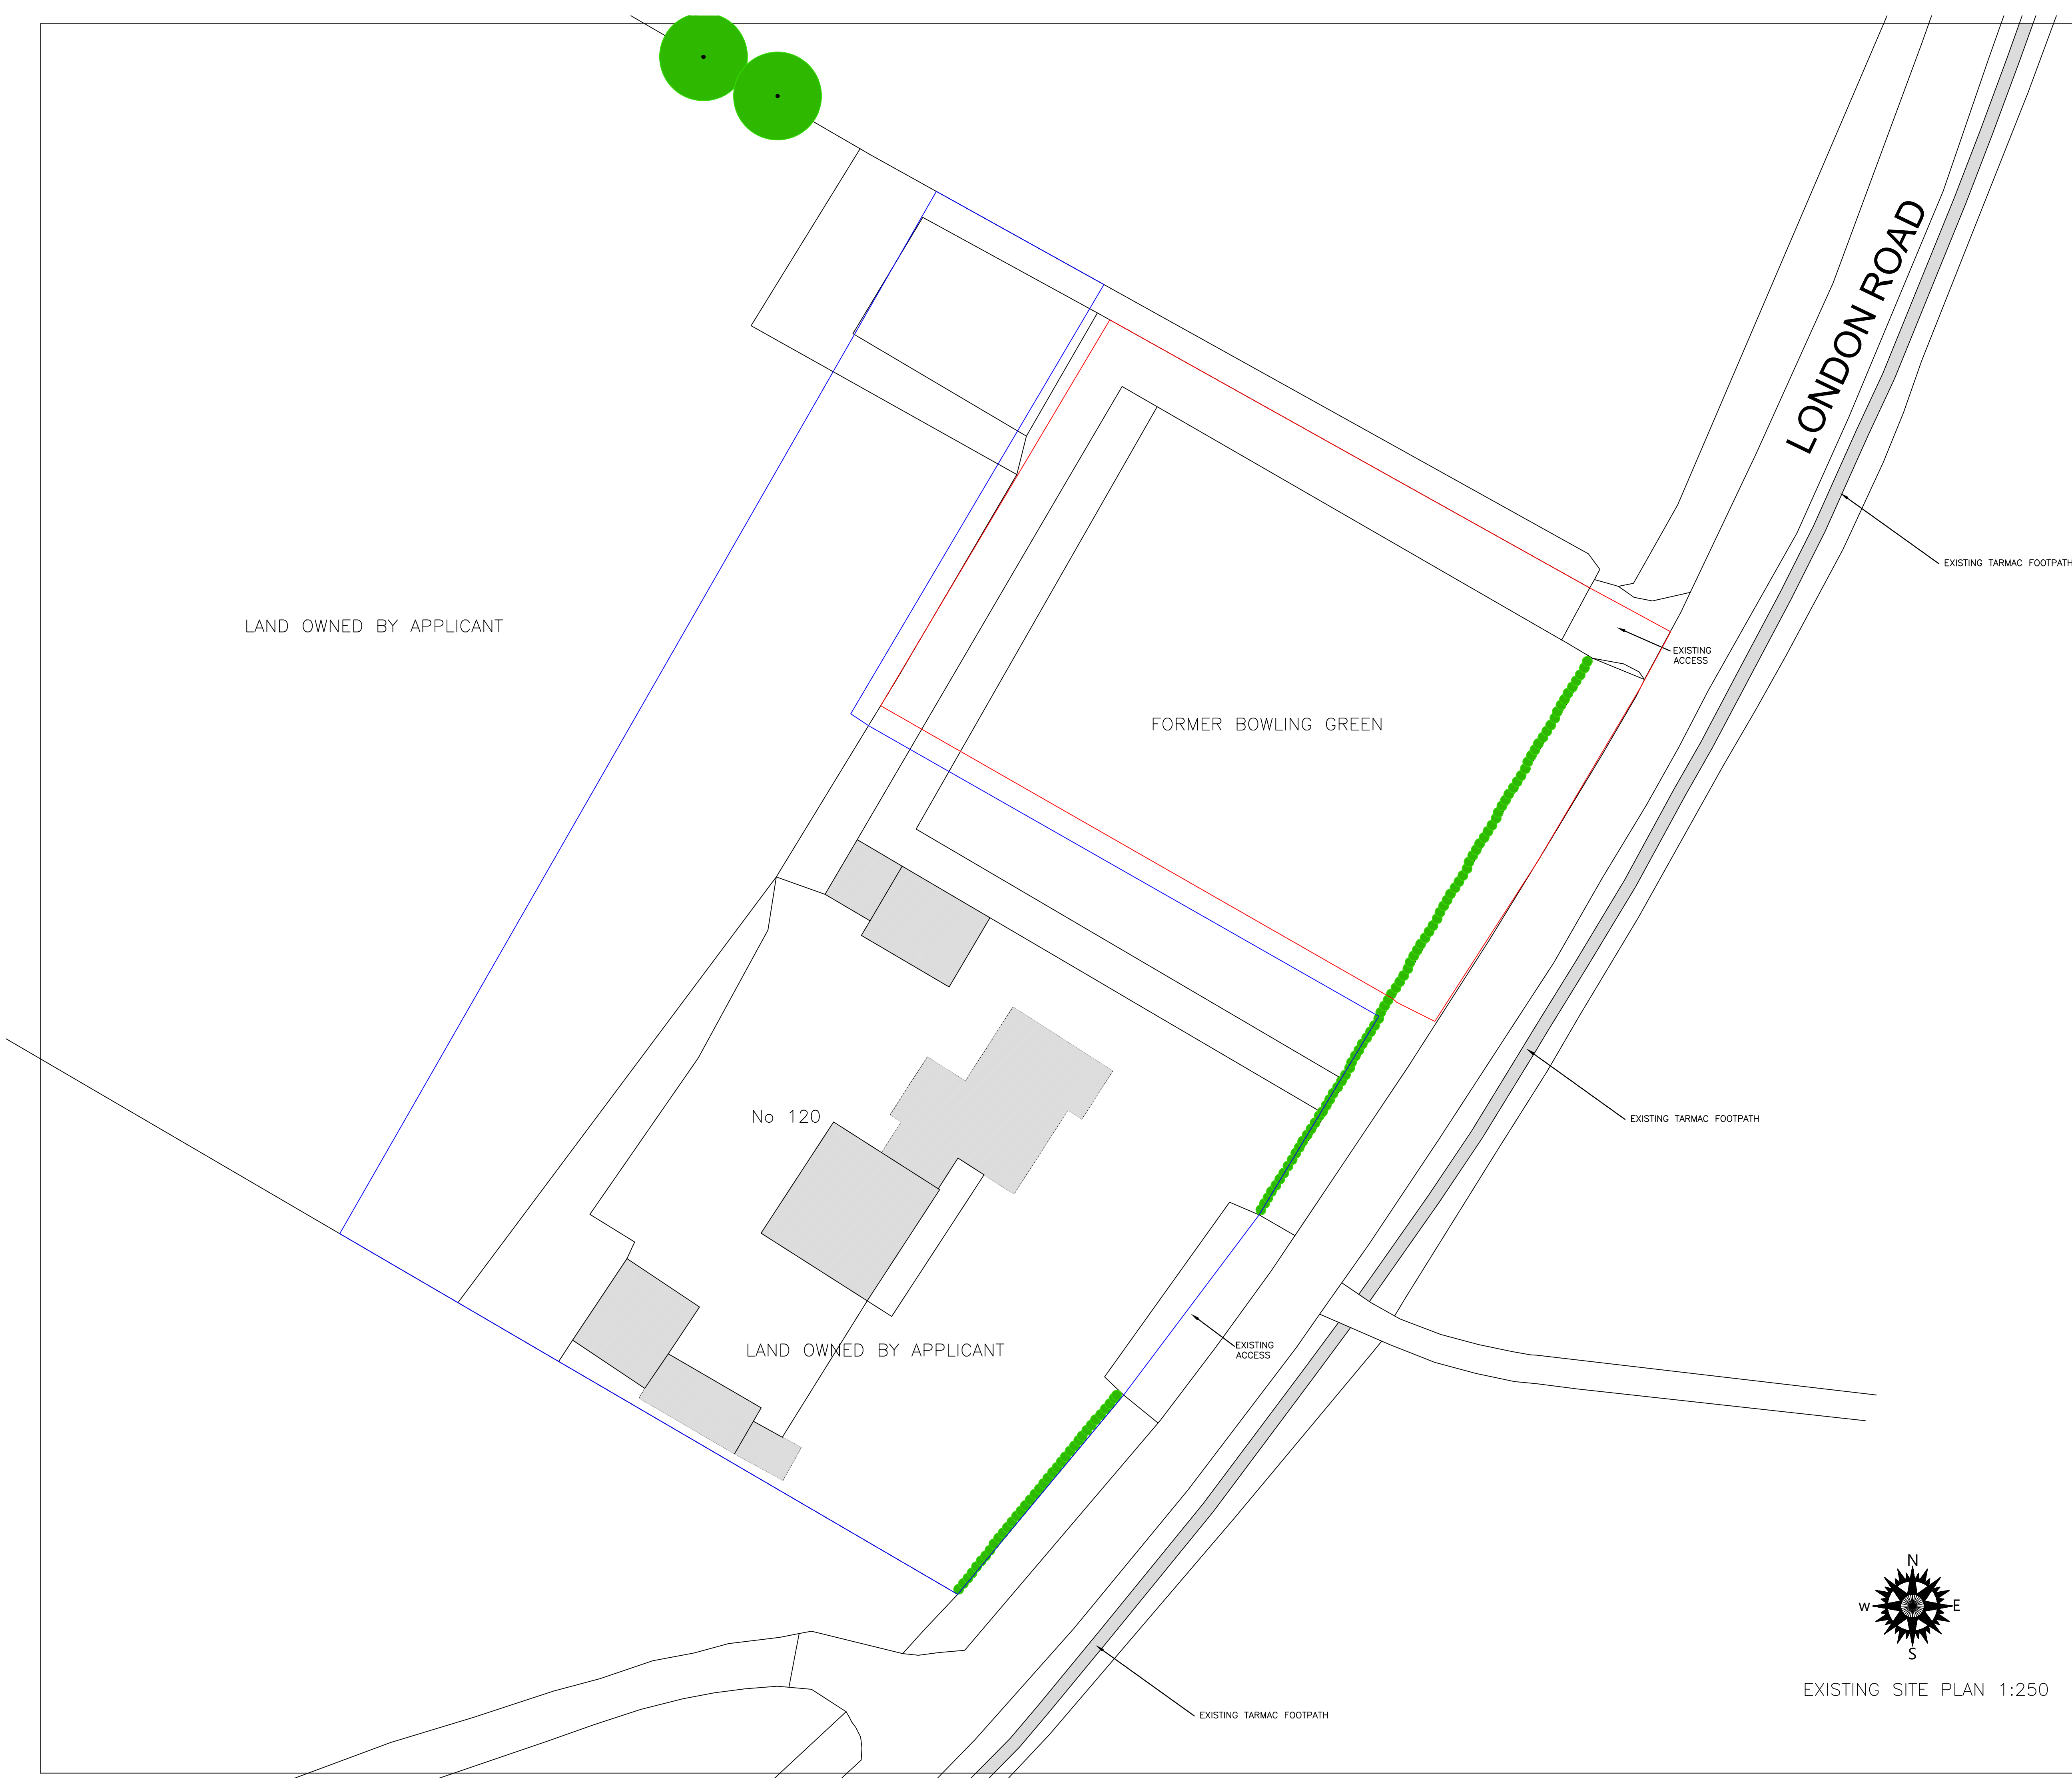 LONDON ROAD
EXISTING TARMAC FOOTPATH
LAND OWNED BY APPLICANT
EXISTING
ACCESS
FORMER BOWLING GREEN
No 120
EXISTING TARMAC FOOTPATH
LAND OWNED BY APPLICANT
EXISTING
ACCESS
N
W
E
S
EXISTING SITE PLAN 1:250
EXISTING TARMAC FOOTPATH